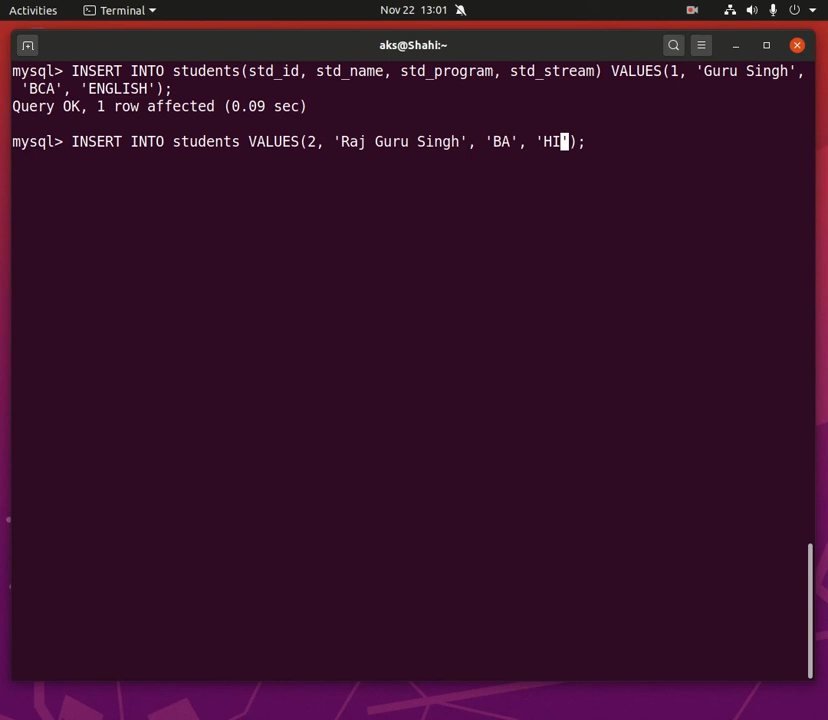 Activities Terminal Nov 22 13:01
aks@Shahi:~
mysql> INSERT INTO students(std_id, std_name, std_program, std_stream) VALUES(1, 'Guru Singh',
'BCA', 'ENGLISH');
Query OK, 1 row affected (0.09 sec)
mysql> INSERT INTO students VALUES(2, 'Raj Guru Singh', 'BA', 'HI');